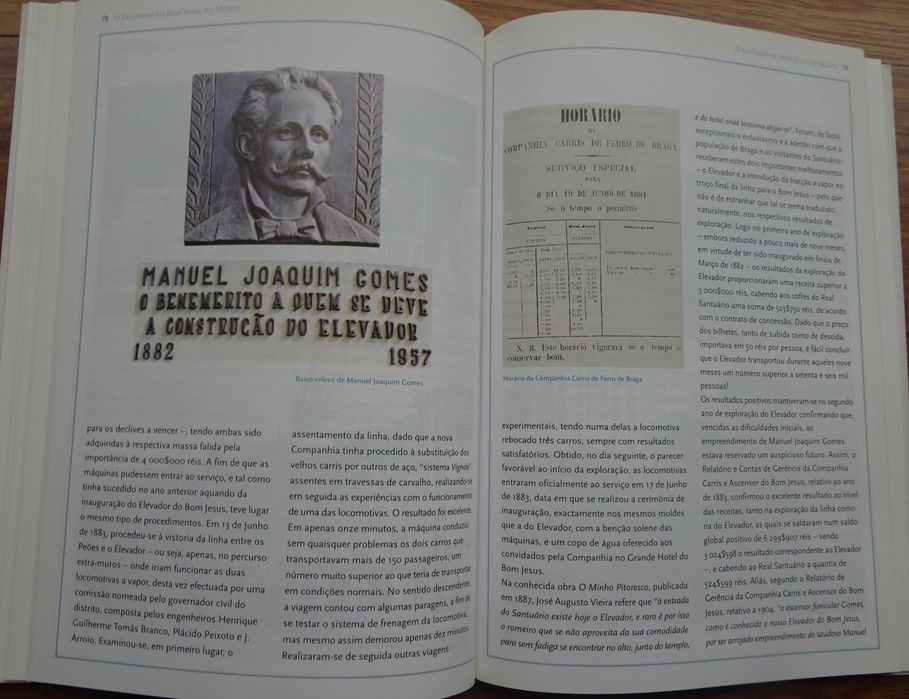 78 O Elevador do Bom Jesus do Monte
MANUEL JOAQUIM GOMES
O BENEMERITO A QUEM SE DEVE
A CONSTRUÇÃO DO ELEVADOR
1882 1957
Baixo-relevo de Manuel Joaquim Gomes
para os declives a vencer –, tendo ambas sido
adquiridas à respectiva massa falida pela
importância de 4 000$000 réis. A fim de que as
máquinas pudessem entrar ao serviço, e tal como
tinha sucedido no ano anterior aquando da
inauguração do Elevador do Bom Jesus, teve lugar
o mesmo tipo de procedimentos. Em 13 de Junho
de 1883, procedeu-se à vistoria da linha entre os
Peões e o Elevador – ou seja, apenas, no percurso
extra-muros – onde iriam funcionar as duas
locomotivas a vapor, desta vez efectuada por uma
comissão nomeada pelo governador civil do
distrito, composta pelos engenheiros Henrique
Guilherme Tomás Branco, Plácido Peixoto e J.
Arroio. Examinou-se, em primeiro lugar, o
assentamento da linha, dado que a nova
Companhia tinha procedido à substituição dos
velhos carril por outros de aço, "sistema Vignole",
assentes em travessas de carvalho, realizando-se
em seguida as experiências com o funcionamento
de uma das locomotivas. O resultado foi excelente.
Em apenas onze minutos, a máquina conduziu
sem quaisquer problemas os dois carros que
transportavam mais de 150 passageiros, um
número muito superior ao que teria de transportar
em condições normais. No sentido descendente,
a viagem contou com algumas paragens, a fim de
se testar o sistema de frenagem da locomotiva,
mas mesmo assim demorou apenas dez minutos.
Realizaram-se de seguida outras viagens
O Elevador do Bom Jesus do Monte 79
HORARIO
DA
COMPANHIA CARRIS DE FERRO DE BRAGA
SERVIÇO ESPECIAL
PARA
O DIA 19 DE JUNHO DE 1884
Se o tempo o permittir
N. B. Este horario vigorará se o tempo se
conservar bom.
Horário da Companhia Carris de Ferro de Braga
experimentais, tendo numa delas a locomotiva
rebocado três carros, sempre com resultados
satisfatórios. Obtido, no dia seguinte, o parecer
favorável ao início da exploração, as locomotivas
entraram oficialmente ao serviço em 17 de Junho
de 1883, data em que se realizou a cerimónia de
inauguração, exactamente nos mesmos moldes
que a do Elevador, com a benção solene das
máquinas, e um copo de água oferecido aos
convidados pela Companhia no Grande Hotel do
Bom Jesus.
Na conhecida obra O Minho Pitoresco, publicada
em 1887, José Augusto Vieira refere que "à entrada
do Santuário existe hoje o Elevador, e raro é por isso
o romeiro que se não aproveita da sua comodidade
para sem fadiga se encontrar no alto, junto do templo,
e do hotel onde tenciona alojar-se". Foram, de facto,
excepcionais o entusiasmo e a adesão com que a
população de Braga e os visitantes do Santuário
receberam estes dois importantes melhoramentos
– o Elevador e a introdução da tracção a vapor no
troço final da linha para o Bom Jesus – pelo que
não é de estranhar que tal se tenha traduzido,
naturalmente, nos respectivos resultados de
exploração. Logo no primeiro ano de exploração
– embora reduzido a pouco mais de nove meses,
em virtude de ter sido inaugurado em finais de
Março de 1882 – os resultados da exploração do
Elevador proporcionaram uma receita superior a
3 000$000 réis, cabendo aos cofres do Real
Santuário uma soma de 523$750 réis, de acordo
com o contrato de concessão. Dado que o preço
dos bilhetes, tanto de subida como de descida,
importava em 50 réis por pessoa, é fácil concluir
que o Elevador transportou durante aqueles nove
meses um número superior a setenta e seis mil
pessoas!
Os resultados positivos mantiveram-se no segundo
ano de exploração do Elevador confirmando que,
vencidas as dificuldades iniciais, ao
empreendimento de Manuel Joaquim Gomes
estava reservado um auspicioso futuro. Assim, o
Relatório e Contas de Gerência da Companhia
Carris e Ascensor do Bom Jesus, relativo ao ano
de 1883, confirmou o excelente resultado ao nível
das receitas, tanto na exploração da linha como
na do Elevador, as quais se saldaram num saldo
global positivo de 6 299$907 réis – sendo
3 024$598 o resultado correspondente ao Elevador
–, e cabendo ao Real Santuário a quantia de
524$599 réis. Aliás, segundo o Relatório de
Gerência da Companhia Carris e Ascensor do Bom
Jesus, relativo a 1904, "o ascensor funicular Gomes,
como é conhecido o nosso Elevador do Bom Jesus,
por ser arrojado empreendimento do saudoso Manuel